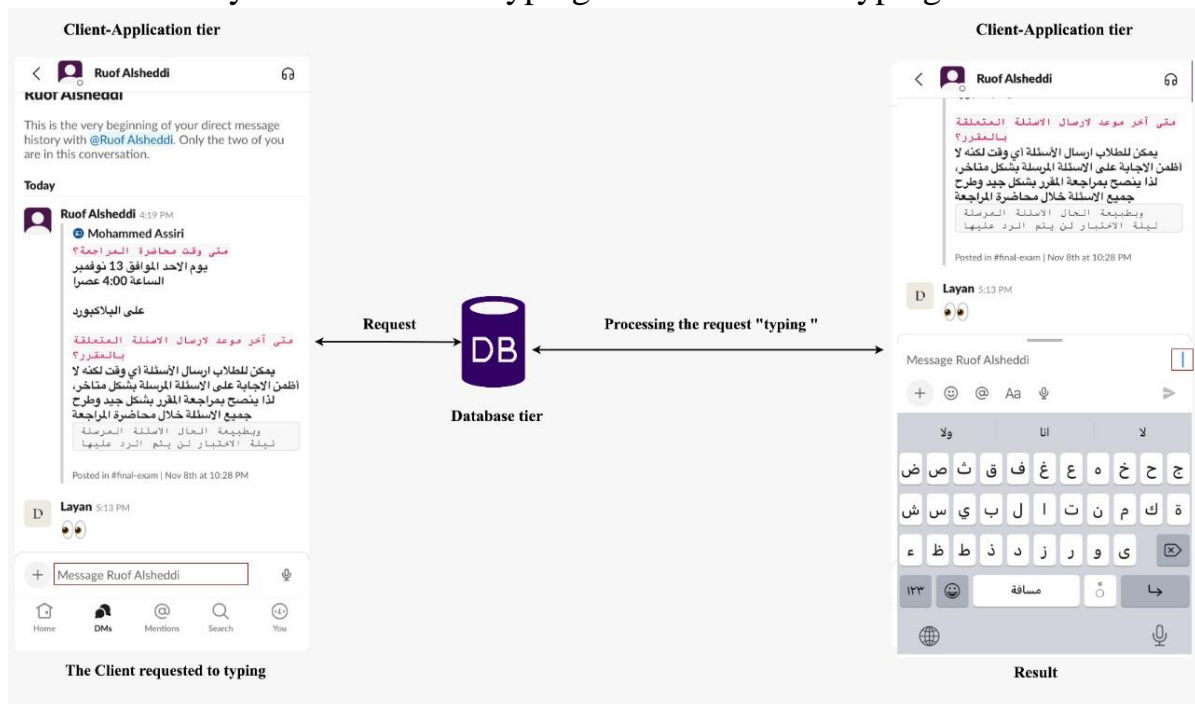 Client-Application tier
Ruof Alsheddi
Ruof Alsheddi
This is the very beginning of your direct message
history with @Ruof Alsheddi. Only the two of you
are in this conversation.
Today
Ruof Alsheddi 4:19 PM
Mohammed Assiri
متى وقت محاضرة المراجعة؟
يوم الاحد الموافق 13 نوفمبر
الساعة 4:00 عصرا
على البلاكبورد
متى آخر موعد لارسال الاسئلة المتعلقة
بالمقرر؟
يمكن للطلاب ارسال الأسئلة أي وقت لكنه لا
أظمن الاجابة على الاسئلة المرسلة بشكل متاخر،
لذا ينصح بمراجعة المقرر بشكل جيد وطرح
جميع الاسئلة خلال محاضرة المراجعة
وبطبيعة الحال الاسئلة المرسلة
ليلة الاختبار لن يتم الرد عليها
Posted in #final-exam | Nov 8th at 10:28 PM
D
Layan 5:13 PM
Message Ruof Alsheddi
Home DMs Mentions Search You
The Client requested to typing
Request
DB
Database tier
Processing the request "typing "
Client-Application tier
Ruof Alsheddi
متى آخر موعد لارسال الاسئلة المتعلقة
بالمقرر؟
يمكن للطلاب ارسال الأسئلة أي وقت لكنه لا
أظمن الاجابة على الاسئلة المرسلة بشكل متاخر،
لذا ينصح بمراجعة المقرر بشكل جيد وطرح
جميع الاسئلة خلال محاضرة المراجعة
وبطبيعة الحال الاسئلة المرسلة
ليلة الاختبار لن يتم الرد عليها
Posted in #final-exam | Nov 8th at 10:28 PM
D
Layan 5:13 PM
Message Ruof Alsheddi
@ Aa
لا انا ولا
ض ص ث ق ف غ ع ه خ ح ج
ش س ي ب ل ا ت ن م ك ة
ء ظ ط ذ د ز ر و ى
١٢٣ مسافة
Result